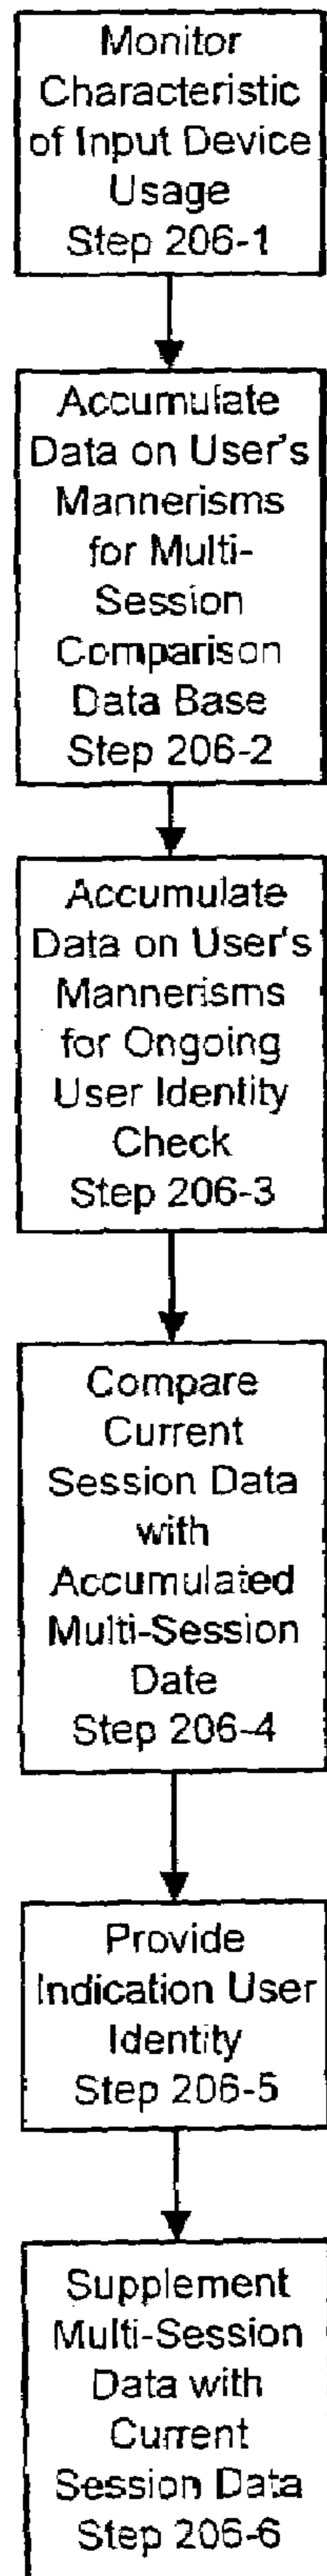 Monitor
Characteristic
of Input Device
Usage
Step 206-1
Accumulate
Data on User's
Mannerisms
for Multi-
Session
Comparison
Data Base
Step 206-2
Accumulate
Data on User's
Mannerisms
for Ongoing
User Identity
Check
Step 206-3
Compare
Current
Session Data
with
Accumulated
Multi-Session
Date
Step 206-4
Provide
Indication User
Identity
Step 206-5
Supplement
Multi-Session
Data with
Current
Session Data
Step 206-6